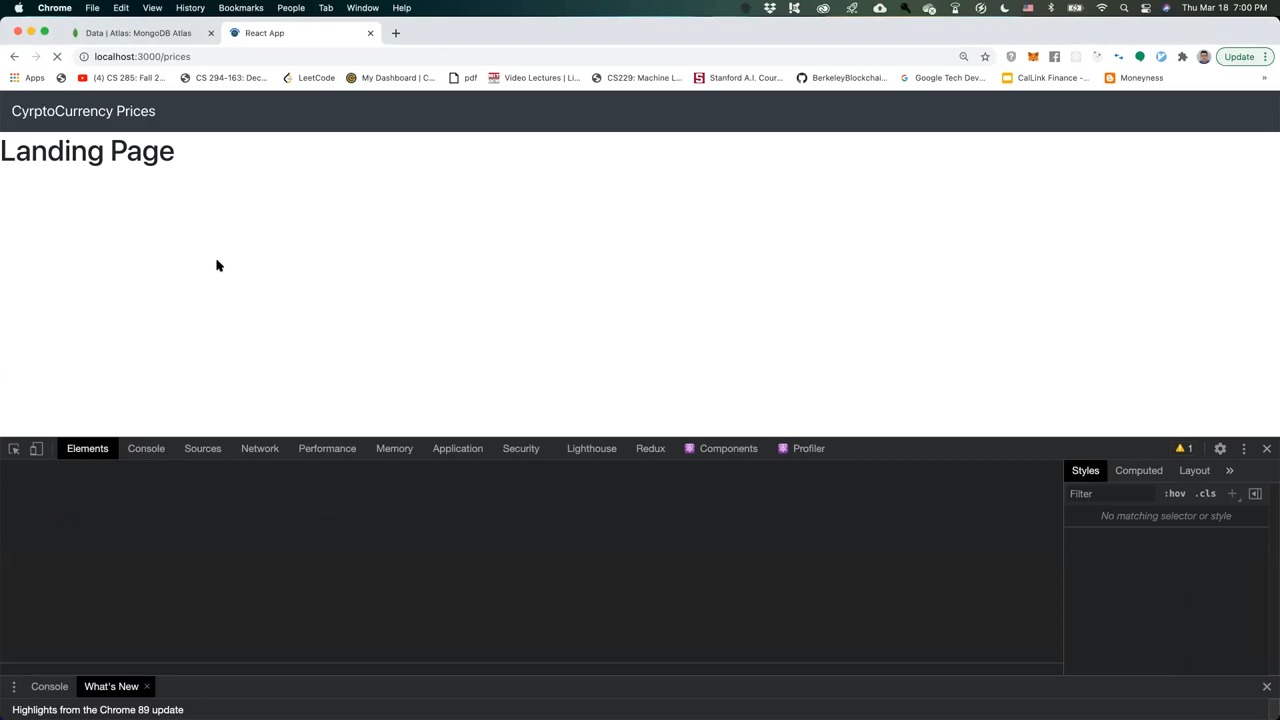 Chrome File Edit View History Bookmarks People Tab Window Help Thu Mar 18 7:00 PM
Data | Atlas: MongoDB Atlas React App
localhost:3000/prices Update
Apps (4) CS 285: Fall 2... CS 294-163: Dec... LeetCode My Dashboard | C... pdf Video Lectures | Li... CS229: Machine L... Stanford A.I. Cour... BerkeleyBlockchai... Google Tech Dev... CalLink Finance -... Moneyness »
CyrptoCurrency Prices
Landing Page
Elements Console Sources Network Performance Memory Application Security Lighthouse Redux Components Profiler 1
Styles Computed Layout »
Filter :hov .cls +
No matching selector or style
Console What's New ×
Highlights from the Chrome 89 update